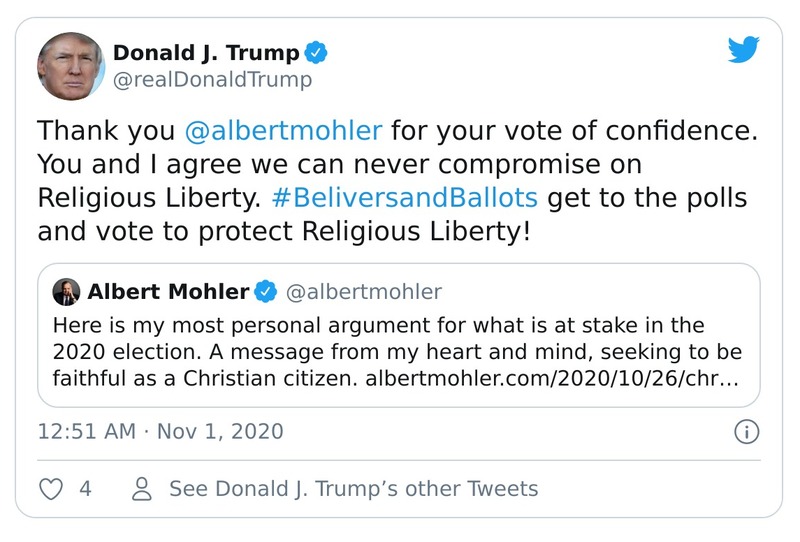 Donald J. Trump
@realDonaldTrump
Thank you @albertmohler for your vote of confidence.
You and I agree we can never compromise on
Religious Liberty. #BeliversandBallots get to the polls
and vote to protect Religious Liberty!
Albert Mohler @albertmohler
Here is my most personal argument for what is at stake in the
2020 election. A message from my heart and mind, seeking to be
faithful as a Christian citizen. albertmohler.com/2020/10/26/chr…
12:51 AM · Nov 1, 2020
4 See Donald J. Trump’s other Tweets